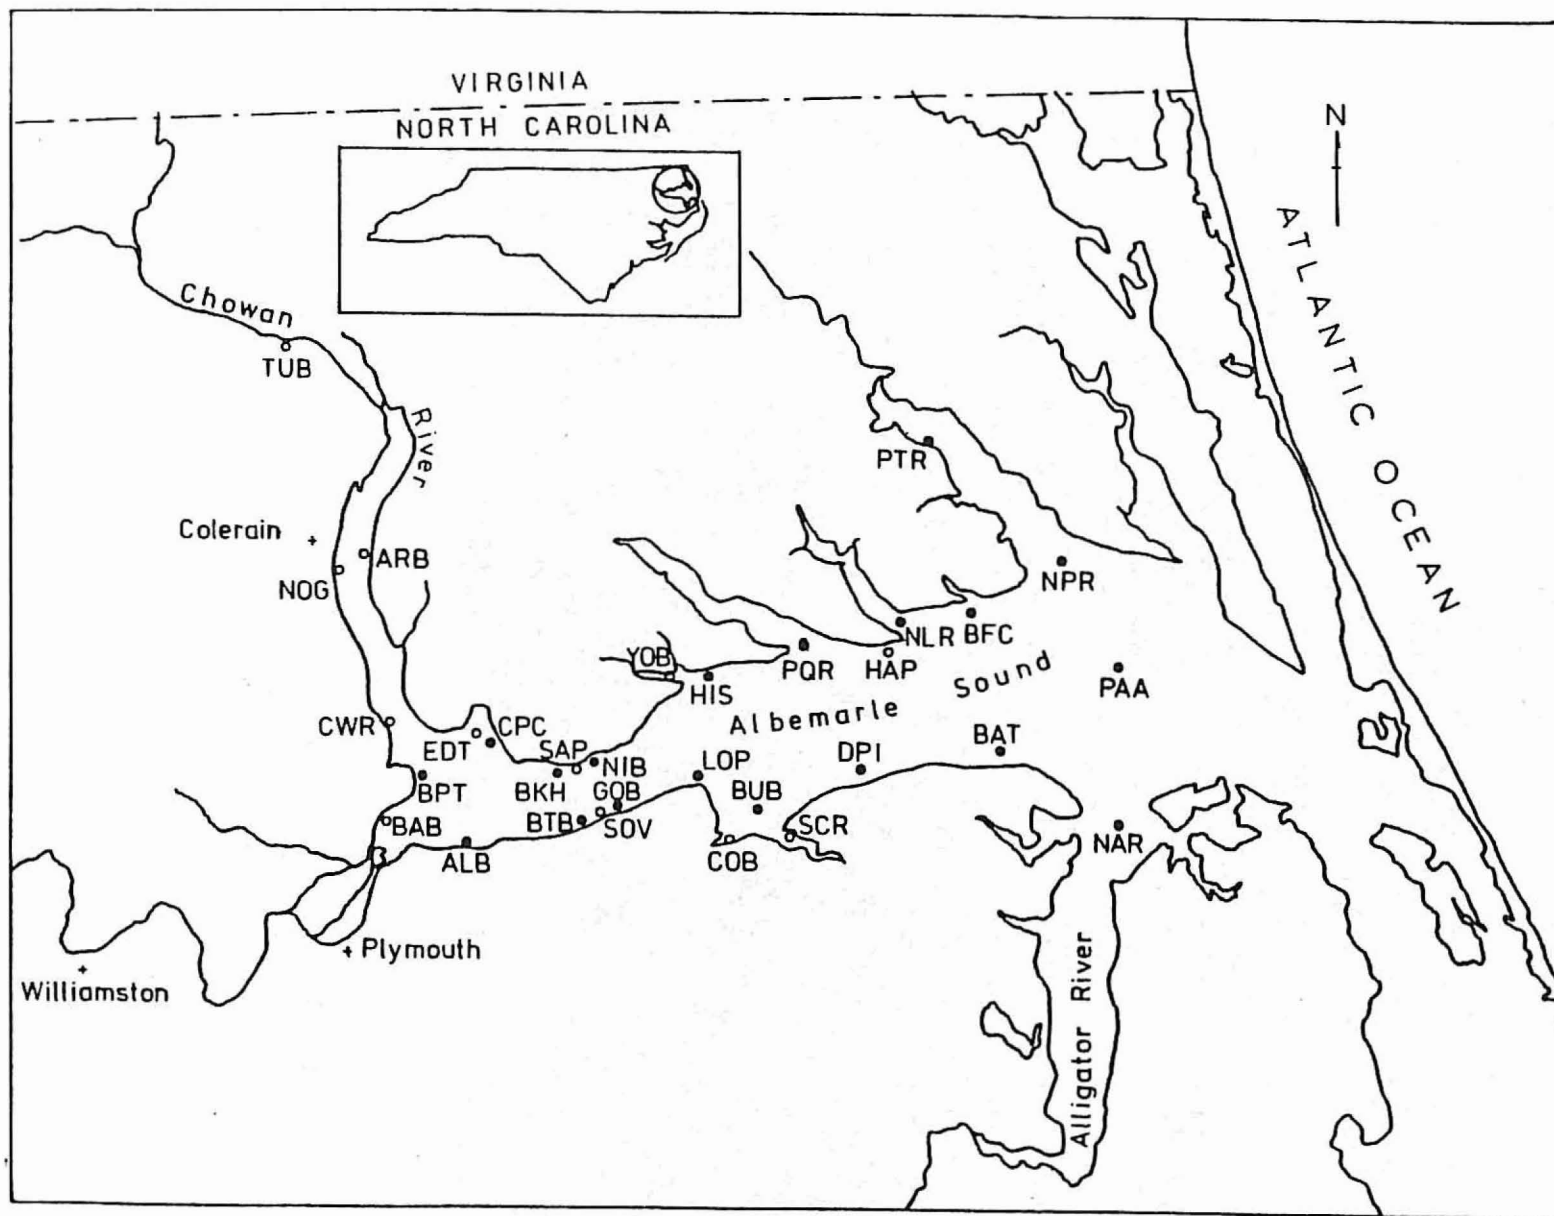 VIRGINIA
NORTH CAROLINA
N
ATLANTIC OCEAN
Chowan
River
TUB
PTR
Colerain
ARB
NOG
NPR
NLR
BFC
YOB
HIS
PQR
HAP
PAA
Albemarle Sound
CWR
EDT
CPC
SAP
NIB
LOP
DPI
BAT
BPT
BKH
GOB
BUB
BAB
BTB
SOV
SCR
NAR
ALB
COB
Plymouth
Williamston
Alligator River